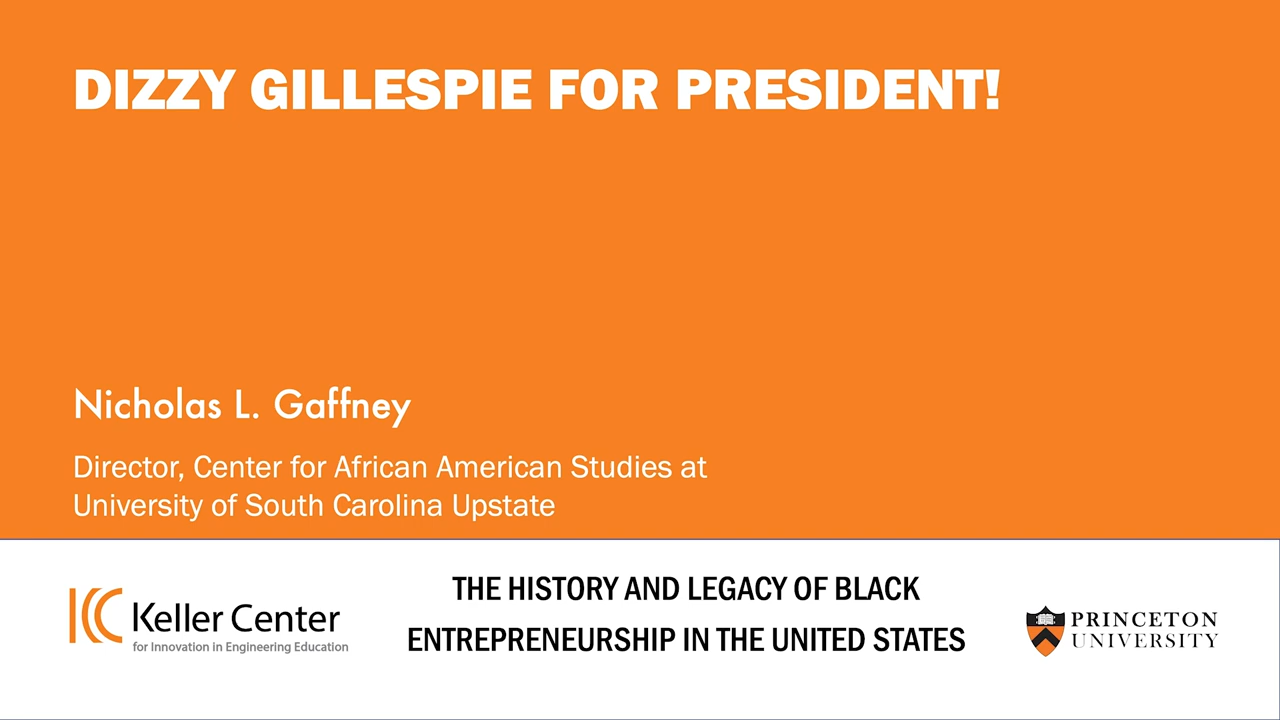 DIZZY GILLESPIE FOR PRESIDENT!
Nicholas L. Gaffney
Director, Center for African American Studies at
University of South Carolina Upstate
Keller Center
for Innovation in Engineering Education
THE HISTORY AND LEGACY OF BLACK
ENTREPRENEURSHIP IN THE UNITED STATES
PRINCETON
UNIVERSITY